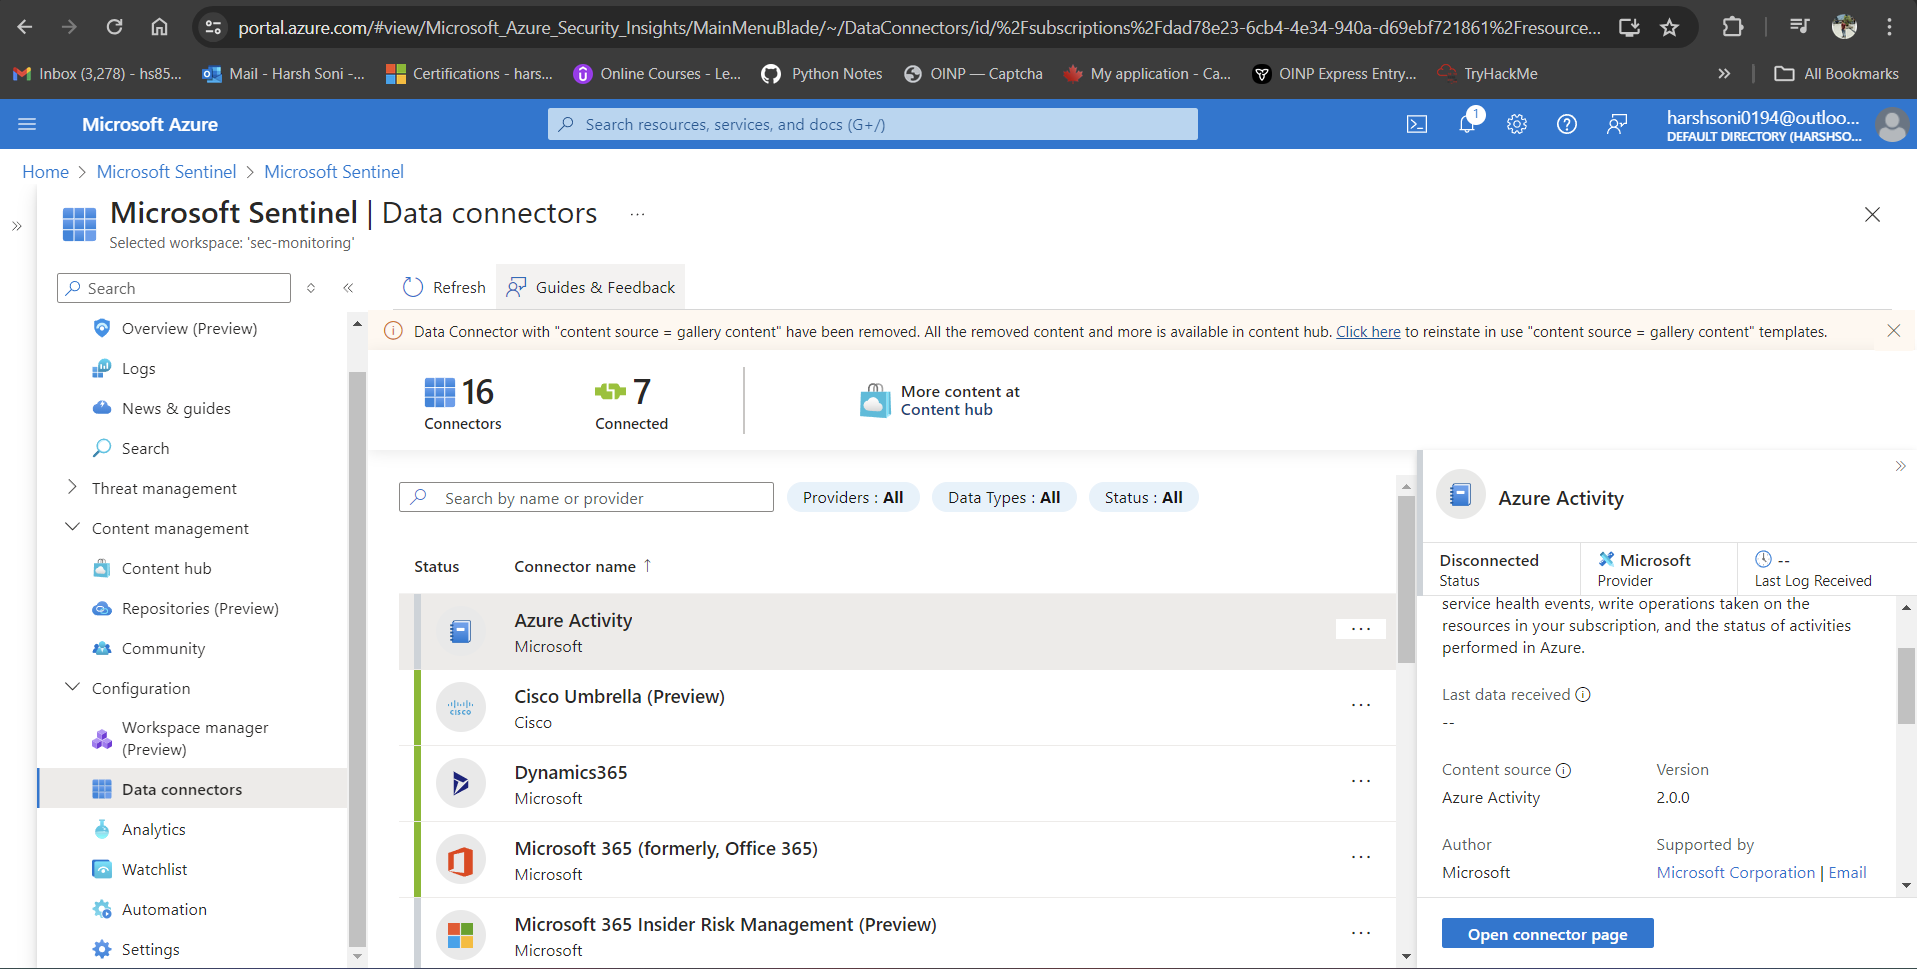 portal.azure.com/#view/Microsoft_Azure_Security_Insights/MainMenuBlade/~/DataConnectors/id/%2Fsubscriptions%2Fdad78e23-6cb4-4e34-940a-d69ebf721861%2Fresource...
Inbox (3,278) - hs85...
Mail - Harsh Soni -...
Certifications - hars...
Online Courses - Le...
Python Notes
OINP — Captcha
My application - Ca...
OINP Express Entry...
TryHackMe
All Bookmarks
Microsoft Azure
Search resources, services, and docs (G+/)
1
harshsoni0194@outloo...
DEFAULT DIRECTORY (HARSHSO...
Home > Microsoft Sentinel > Microsoft Sentinel
Microsoft Sentinel | Data connectors ...
Selected workspace: 'sec-monitoring'
Search
Overview (Preview)
Logs
News & guides
Search
Threat management
Content management
Content hub
Repositories (Preview)
Community
Configuration
Workspace manager
(Preview)
Data connectors
Analytics
Watchlist
Automation
Settings
Refresh
Guides & Feedback
Data Connector with "content source = gallery content" have been removed. All the removed content and more is available in content hub. Click here to reinstate in use "content source = gallery content" templates.
16
Connectors
7
Connected
More content at
Content hub
Search by name or provider
Providers : All
Data Types : All
Status : All
Status
Connector name ↑
Azure Activity
Microsoft
...
Cisco Umbrella (Preview)
Cisco
...
CISCO
Dynamics365
Microsoft
...
Microsoft 365 (formerly, Office 365)
Microsoft
...
Microsoft 365 Insider Risk Management (Preview)
Microsoft
...
Azure Activity
Disconnected
Status
Microsoft
Provider
--
Last Log Received
service health events, write operations taken on the
resources in your subscription, and the status of activities
performed in Azure.
Last data received
--
Content source
Azure Activity
Version
2.0.0
Author
Microsoft
Supported by
Microsoft Corporation | Email
Open connector page